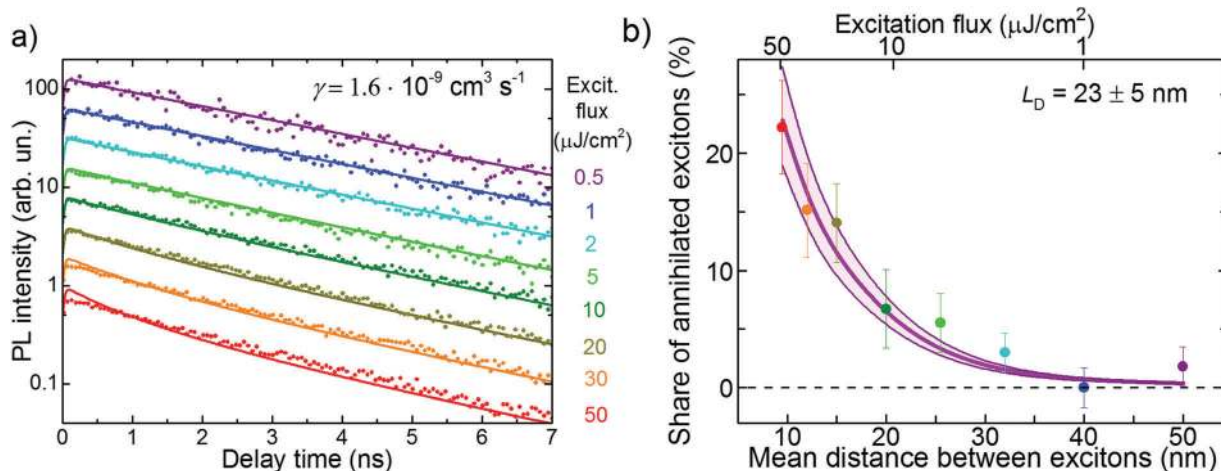 a)
PL intensity (arb. un.)
100
10
1
0.1
γ = 1.6 · 10⁻⁹ cm³ s⁻¹
Excit.
flux
(μJ/cm²)
0.5
1
2
5
10
20
30
50
0 1 2 3 4 5 6 7
Delay time (ns)
b)
Excitation flux (μJ/cm²)
50 10 1
Share of annihilated excitons (%)
20
10
0
L_D = 23 ± 5 nm
10 20 30 40 50
Mean distance between excitons (nm)